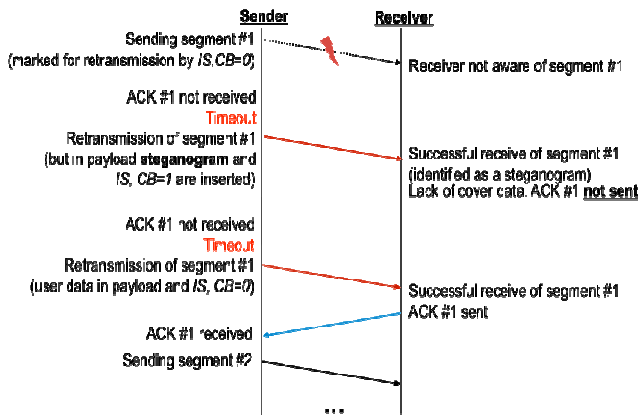 Sender
Receiver
Sending segment #1
(marked for retransmission by IS,CB=0)
Receiver not aware of segment #1
ACK #1 not received
Timeout
Retransmission of segment #1
(but in payload steganogram and
IS, CB=1 are inserted)
Successful receive of segment #1
(identified as a steganogram)
Lack of cover data. ACK #1 not sent
ACK #1 not received
Timeout
Retransmission of segment #1
(user data in payload and IS, CB=0)
Successful receive of segment #1
ACK #1 sent
ACK #1 received
Sending segment #2
...